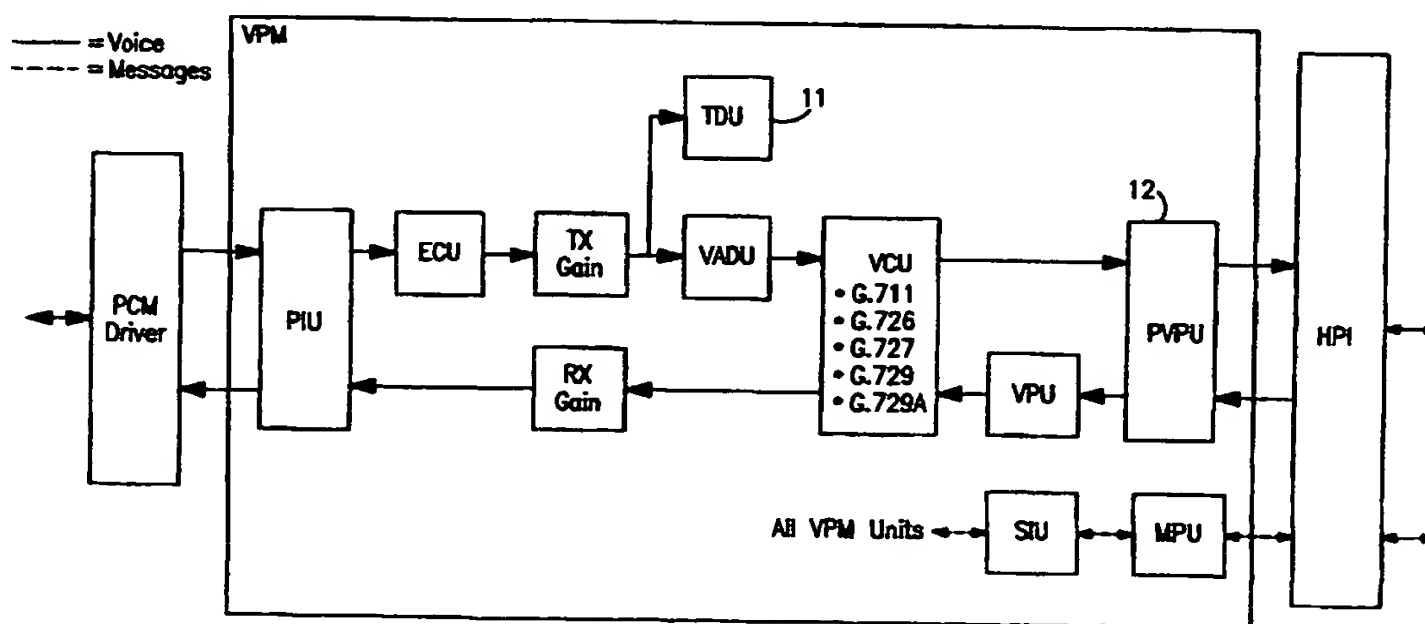 = Voice
= Messages
VPM
TDU
11
12
PCM
Driver
PIU
ECU
TX
Gain
VADU
VCU
• G.711
• G.726
• G.727
• G.729
• G.729A
PVPU
HPI
RX
Gain
VPU
All VPM Units
SIU
MPU